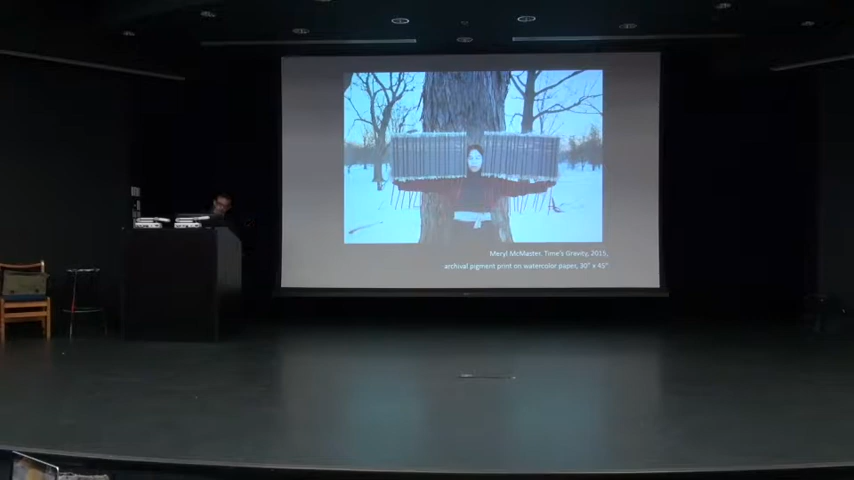 Meryl McMaster. Time's Gravity, 2015,
archival pigment print on watercolor paper, 30" x 45"